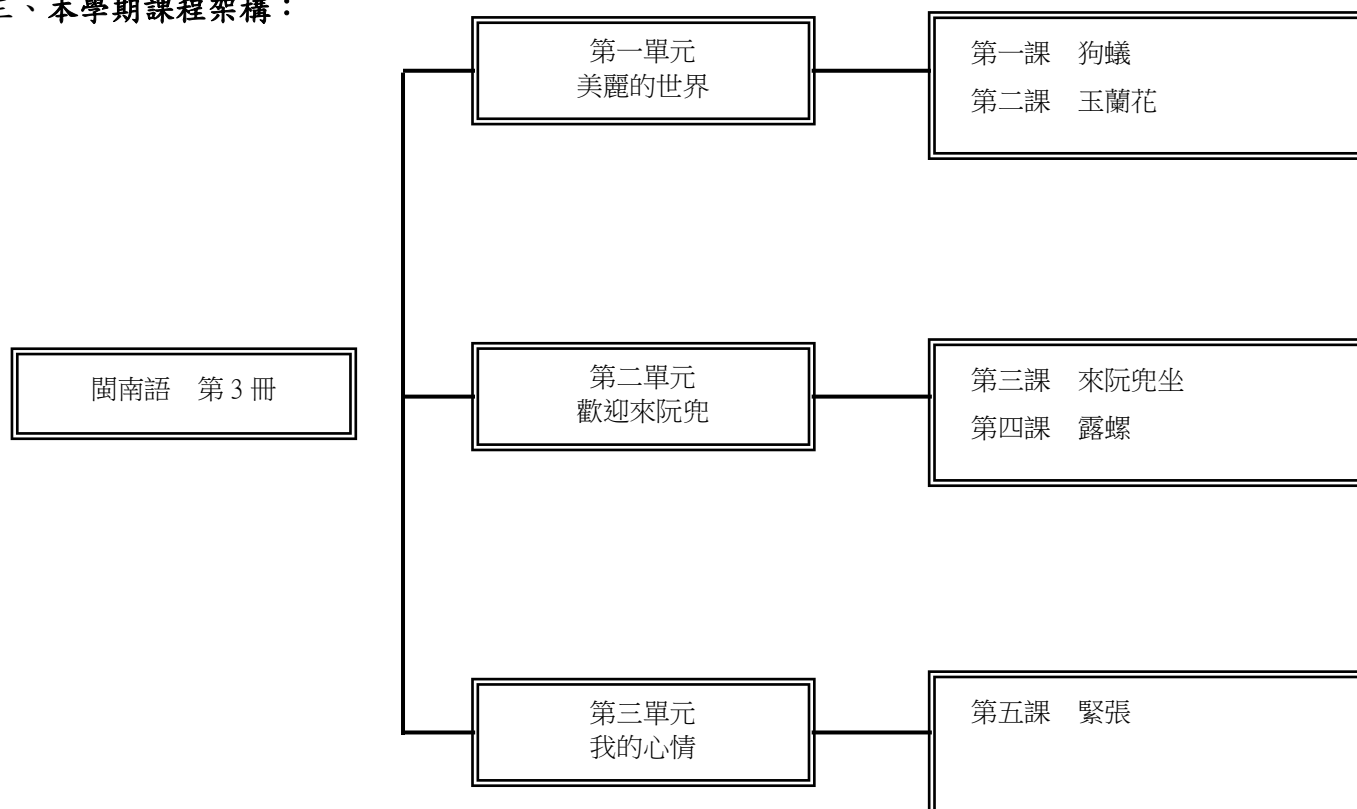 三、本學期課程架構：
第一單元
美麗的世界
第一課　狗蟻
第二課　玉蘭花
閩南語　第3冊
第二單元
歡迎來阮兜
第三課　來阮兜坐
第四課　露螺
第三單元
我的心情
第五課　緊張